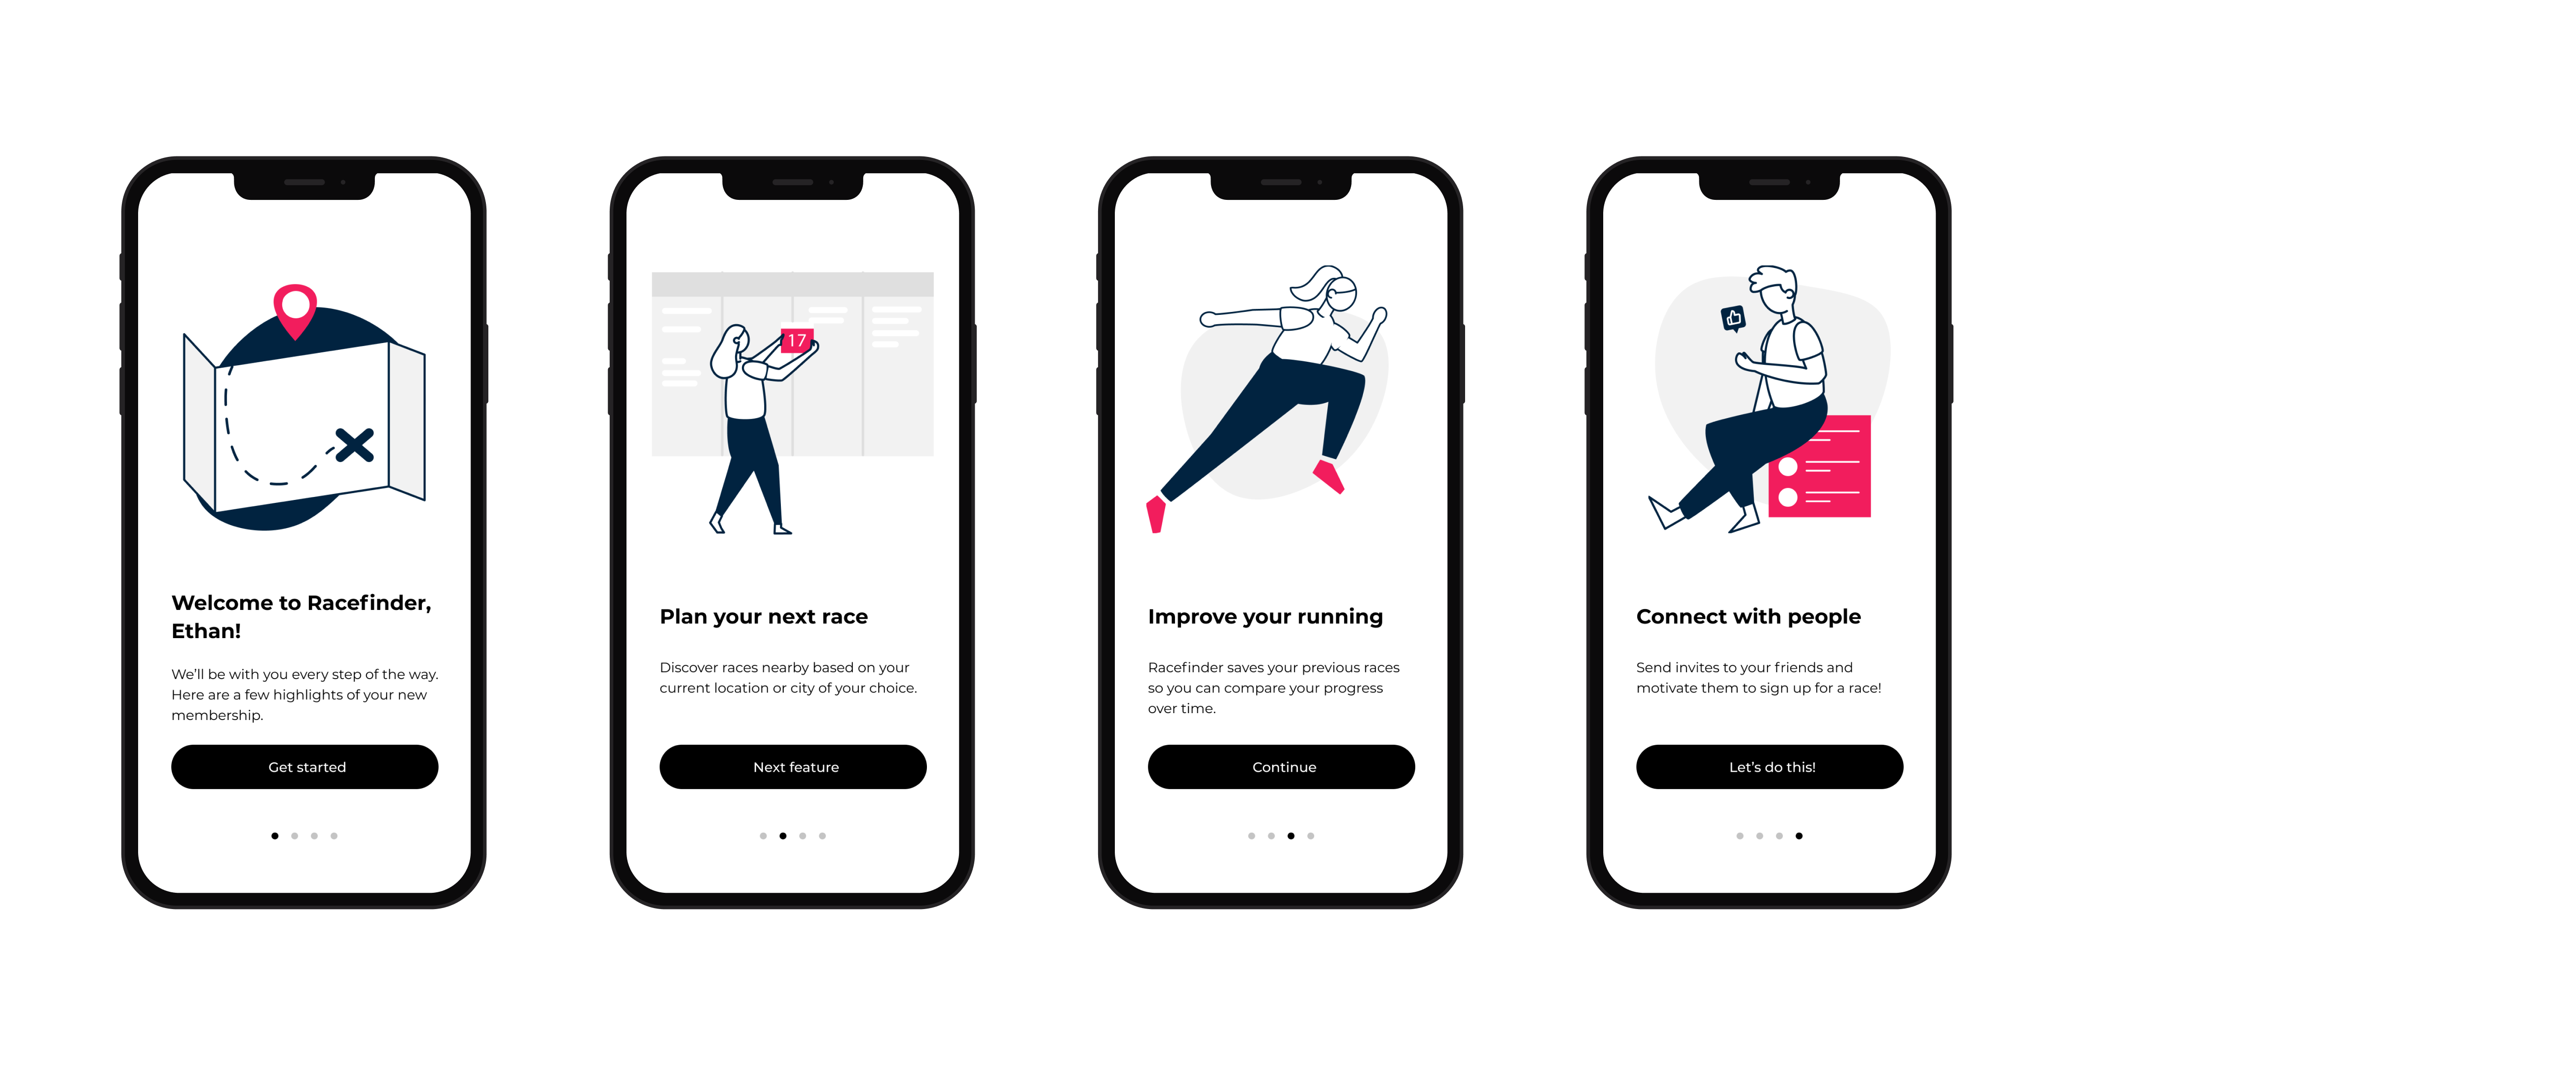 Welcome to Racefinder,
Ethan!
We’ll be with you every step of the way.
Here are a few highlights of your new
membership.
Get started
17
Plan your next race
Discover races nearby based on your
current location or city of your choice.
Next feature
Improve your running
Racefinder saves your previous races
so you can compare your progress
over time.
Continue
Connect with people
Send invites to your friends and
motivate them to sign up for a race!
Let’s do this!